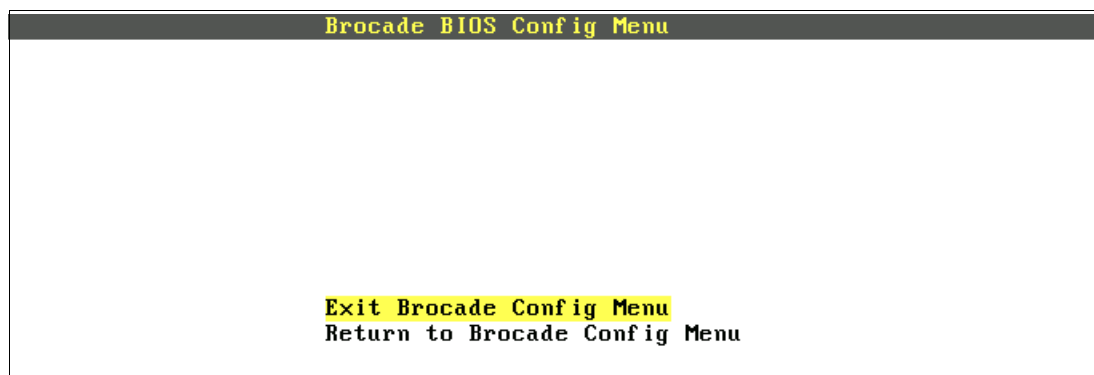 Brocade BIOS Config Menu
Exit Brocade Config Menu
Return to Brocade Config Menu